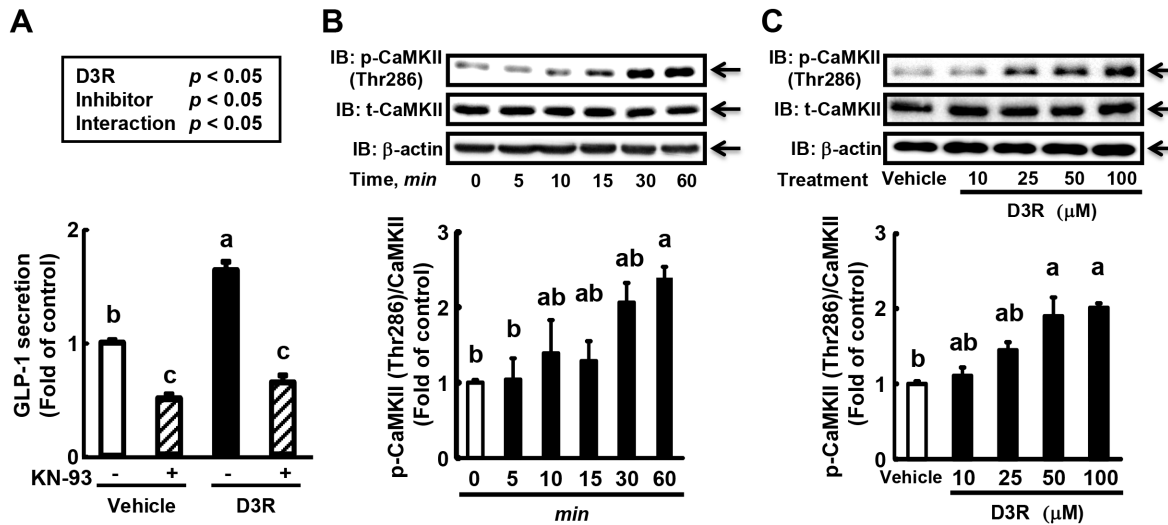 A
D3R p < 0.05
Inhibitor p < 0.05
Interaction p < 0.05
GLP-1 secretion
(Fold of control)
2
1
0
b
c
a
c
KN-93 - + - +
Vehicle D3R
B
IB: p-CaMKII
(Thr286)
IB: t-CaMKII
IB: β-actin
Time, min 0 5 10 15 30 60
p-CaMKII (Thr286)/CaMKII
(Fold of control)
3
2
1
0
b b ab ab ab a
0 5 10 15 30 60
min
C
IB: p-CaMKII
(Thr286)
IB: t-CaMKII
IB: β-actin
Treatment Vehicle 10 25 50 100
D3R (μM)
p-CaMKII (Thr286)/CaMKII
(Fold of control)
3
2
1
0
b ab ab a a
Vehicle 10 25 50 100
D3R (μM)